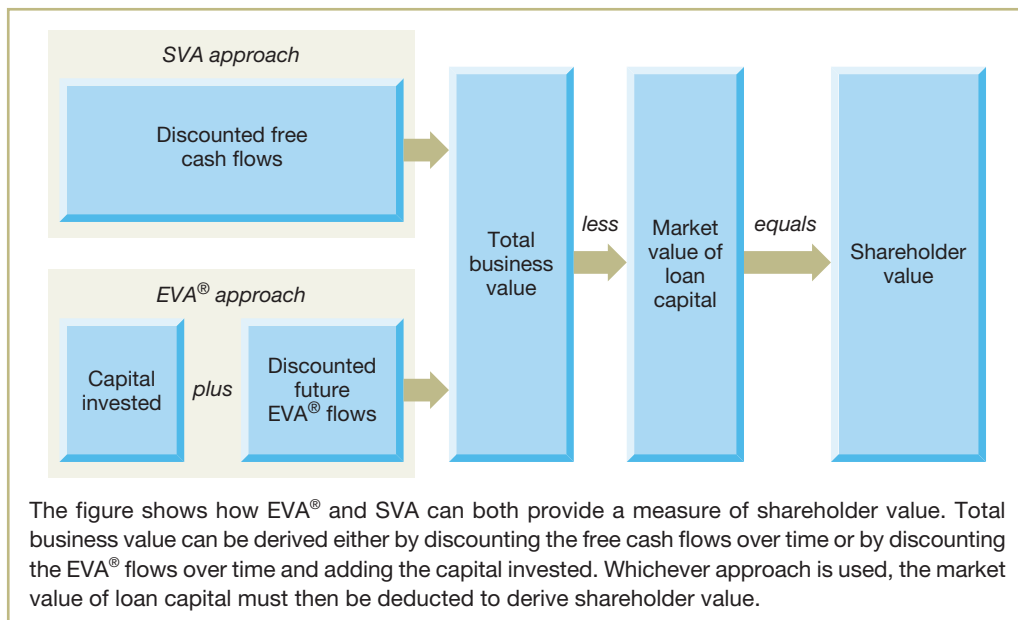 SVA approach
Discounted free
cash flows
EVA® approach
Capital
invested
plus
Discounted
future
EVA® flows
Total
business
value
less
Market
value of
loan
capital
equals
Shareholder
value
The figure shows how EVA® and SVA can both provide a measure of shareholder value. Total
business value can be derived either by discounting the free cash flows over time or by discounting
the EVA® flows over time and adding the capital invested. Whichever approach is used, the market
value of loan capital must then be deducted to derive shareholder value.